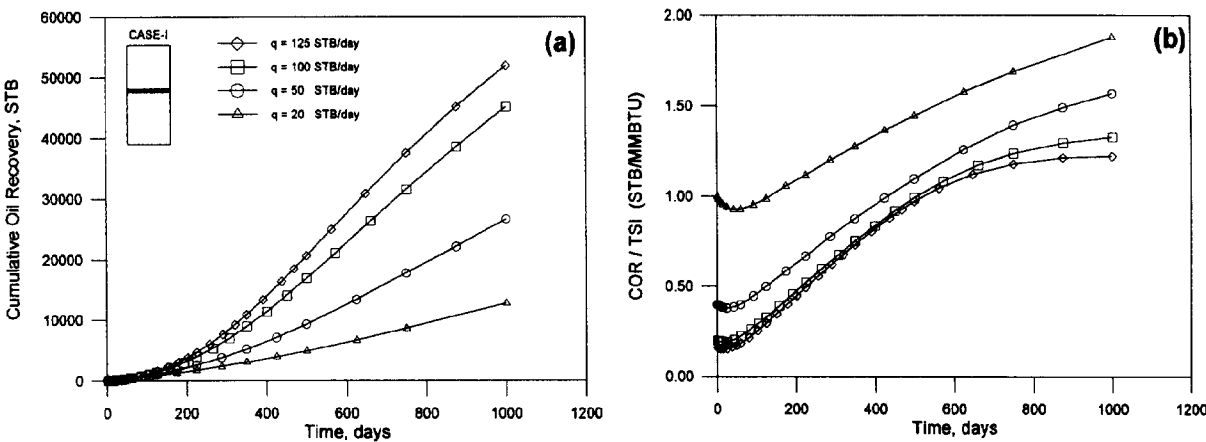 60000
50000
40000
30000
20000
10000
0
Cumulative Oil Recovery, STB
CASE-I
q = 125 STB/day
q = 100 STB/day
q = 50 STB/day
q = 20 STB/day
(a)
0 200 400 600 800 1000 1200
Time, days
2.00
1.50
1.00
0.50
0.00
COR / TSI (STB/MMBTU)
(b)
0 200 400 600 800 1000 1200
Time, days